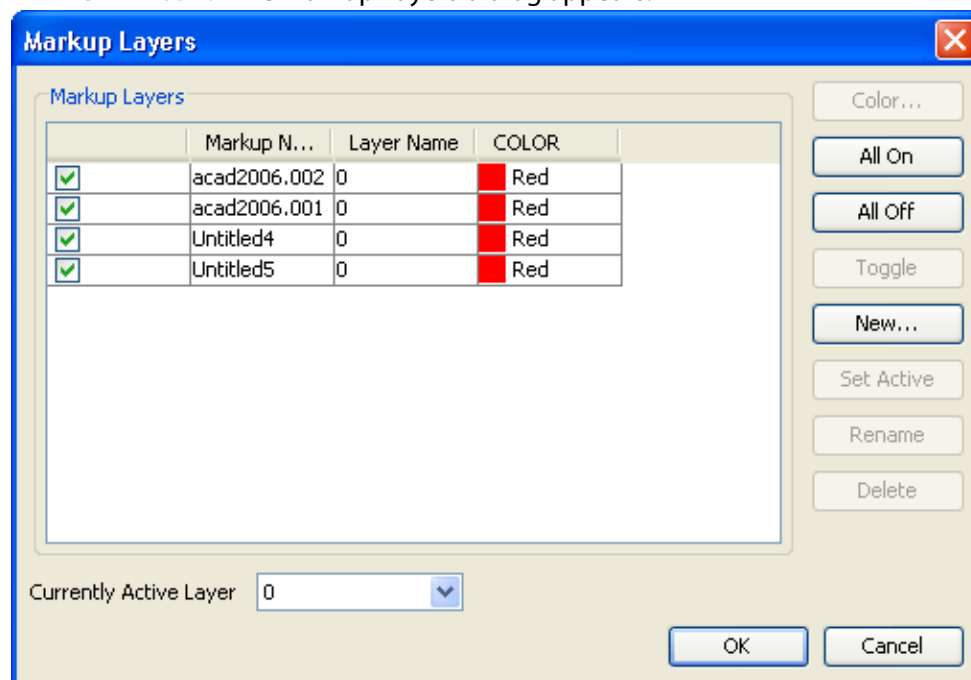 Markup Layers
Markup Layers
Markup N... Layer Name COLOR
acad2006.002 0 Red
acad2006.001 0 Red
Untitled4 0 Red
Untitled5 0 Red
Color...
All On
All Off
Toggle
New...
Set Active
Rename
Delete
Currently Active Layer 0
OK Cancel